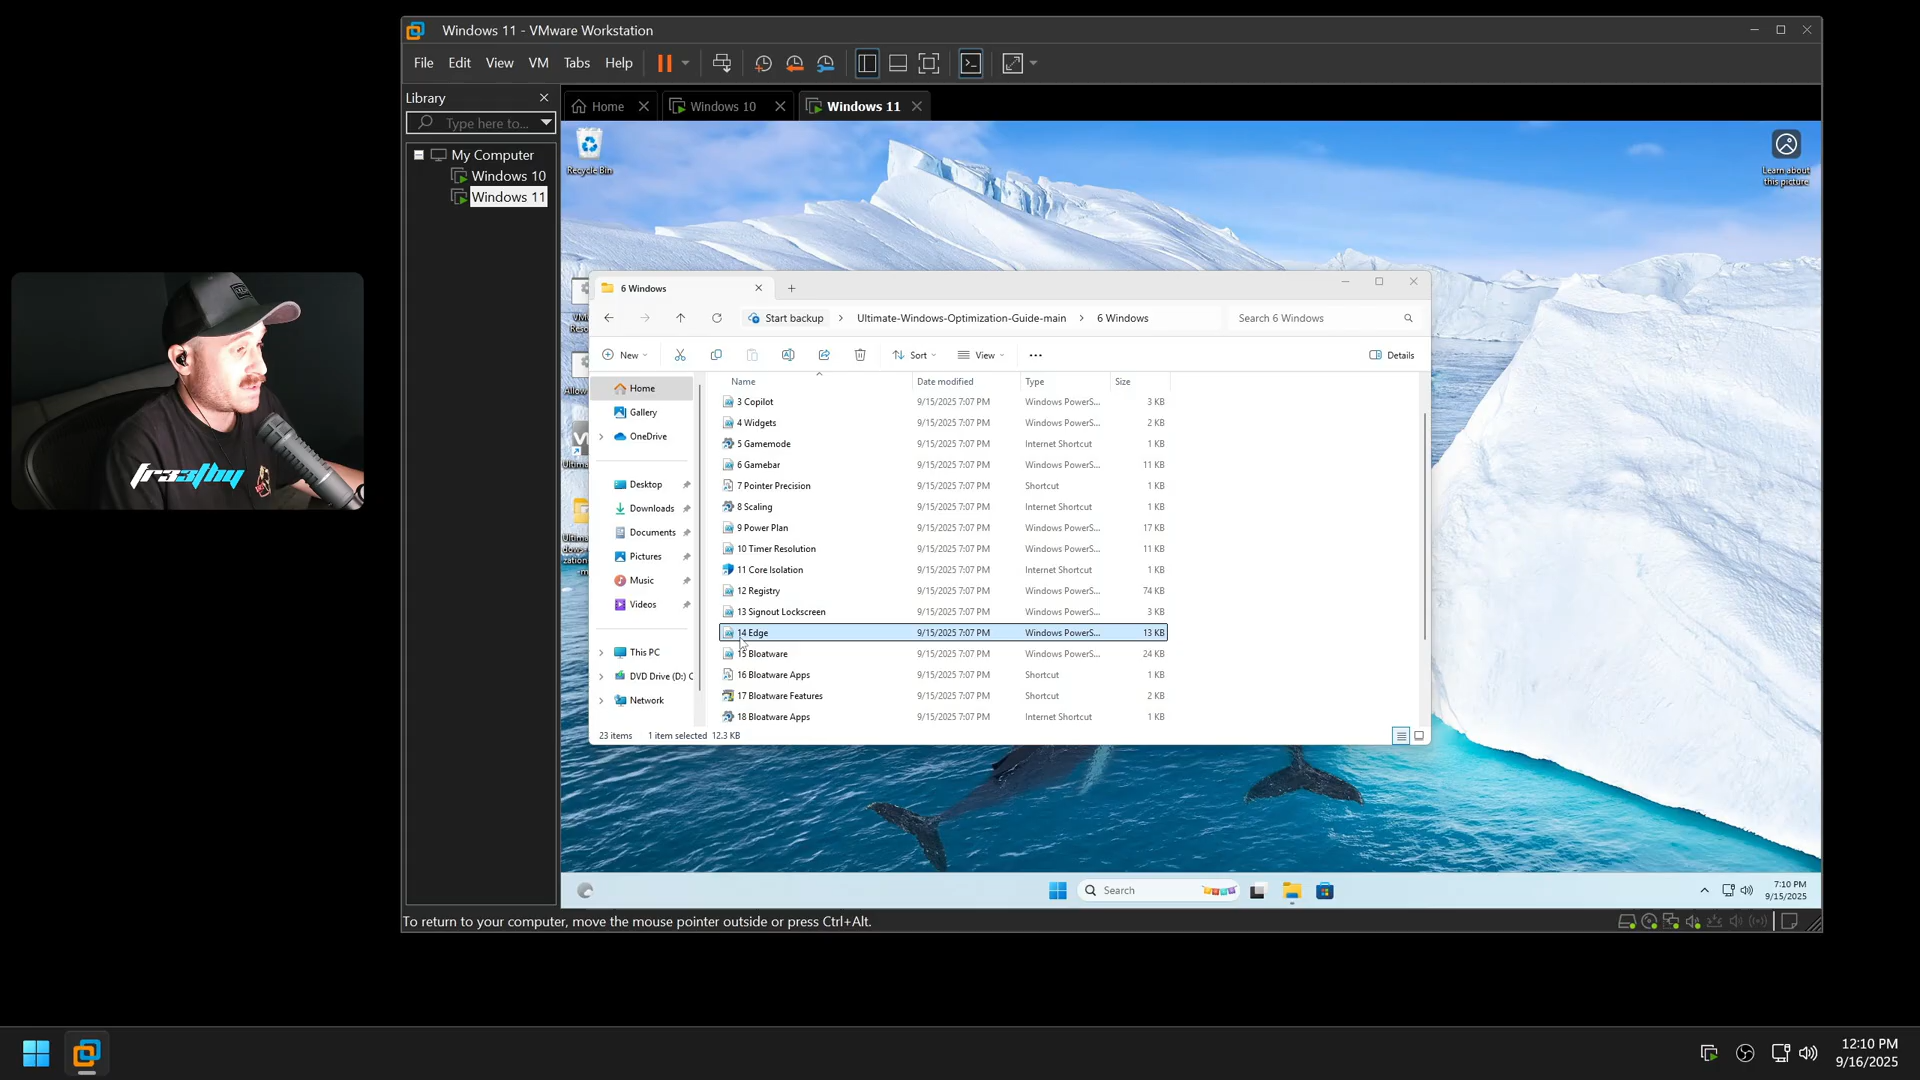 Windows 11 - VMware Workstation
File Edit View VM Tabs Help
Library
Type here to...
My Computer
Windows 10
Windows 11
Home
Windows 10
Windows 11
Recycle Bin
Learn about
this picture
6 Windows
Start backup
Ultimate-Windows-Optimization-Guide-main
6 Windows
Search 6 Windows
New
Sort
View
Details
Home
Gallery
OneDrive
Desktop
Downloads
Documents
Pictures
Music
Videos
This PC
DVD Drive (D:) C
Network
Name Date modified Type Size
3 Copilot 9/15/2025 7:07 PM Windows PowerS... 3 KB
4 Widgets 9/15/2025 7:07 PM Windows PowerS... 2 KB
5 Gamemode 9/15/2025 7:07 PM Internet Shortcut 1 KB
6 Gamebar 9/15/2025 7:07 PM Windows PowerS... 11 KB
7 Pointer Precision 9/15/2025 7:07 PM Shortcut 1 KB
8 Scaling 9/15/2025 7:07 PM Internet Shortcut 1 KB
9 Power Plan 9/15/2025 7:07 PM Windows PowerS... 17 KB
10 Timer Resolution 9/15/2025 7:07 PM Windows PowerS... 11 KB
11 Core Isolation 9/15/2025 7:07 PM Internet Shortcut 1 KB
12 Registry 9/15/2025 7:07 PM Windows PowerS... 74 KB
13 Signout Lockscreen 9/15/2025 7:07 PM Windows PowerS... 3 KB
14 Edge 9/15/2025 7:07 PM Windows PowerS... 13 KB
15 Bloatware 9/15/2025 7:07 PM Windows PowerS... 24 KB
16 Bloatware Apps 9/15/2025 7:07 PM Shortcut 1 KB
17 Bloatware Features 9/15/2025 7:07 PM Shortcut 2 KB
18 Bloatware Apps 9/15/2025 7:07 PM Internet Shortcut 1 KB
23 items 1 item selected 12.3 KB
fr33thy
Search
7:10 PM
9/15/2025
To return to your computer, move the mouse pointer outside or press Ctrl+Alt.
12:10 PM
9/16/2025